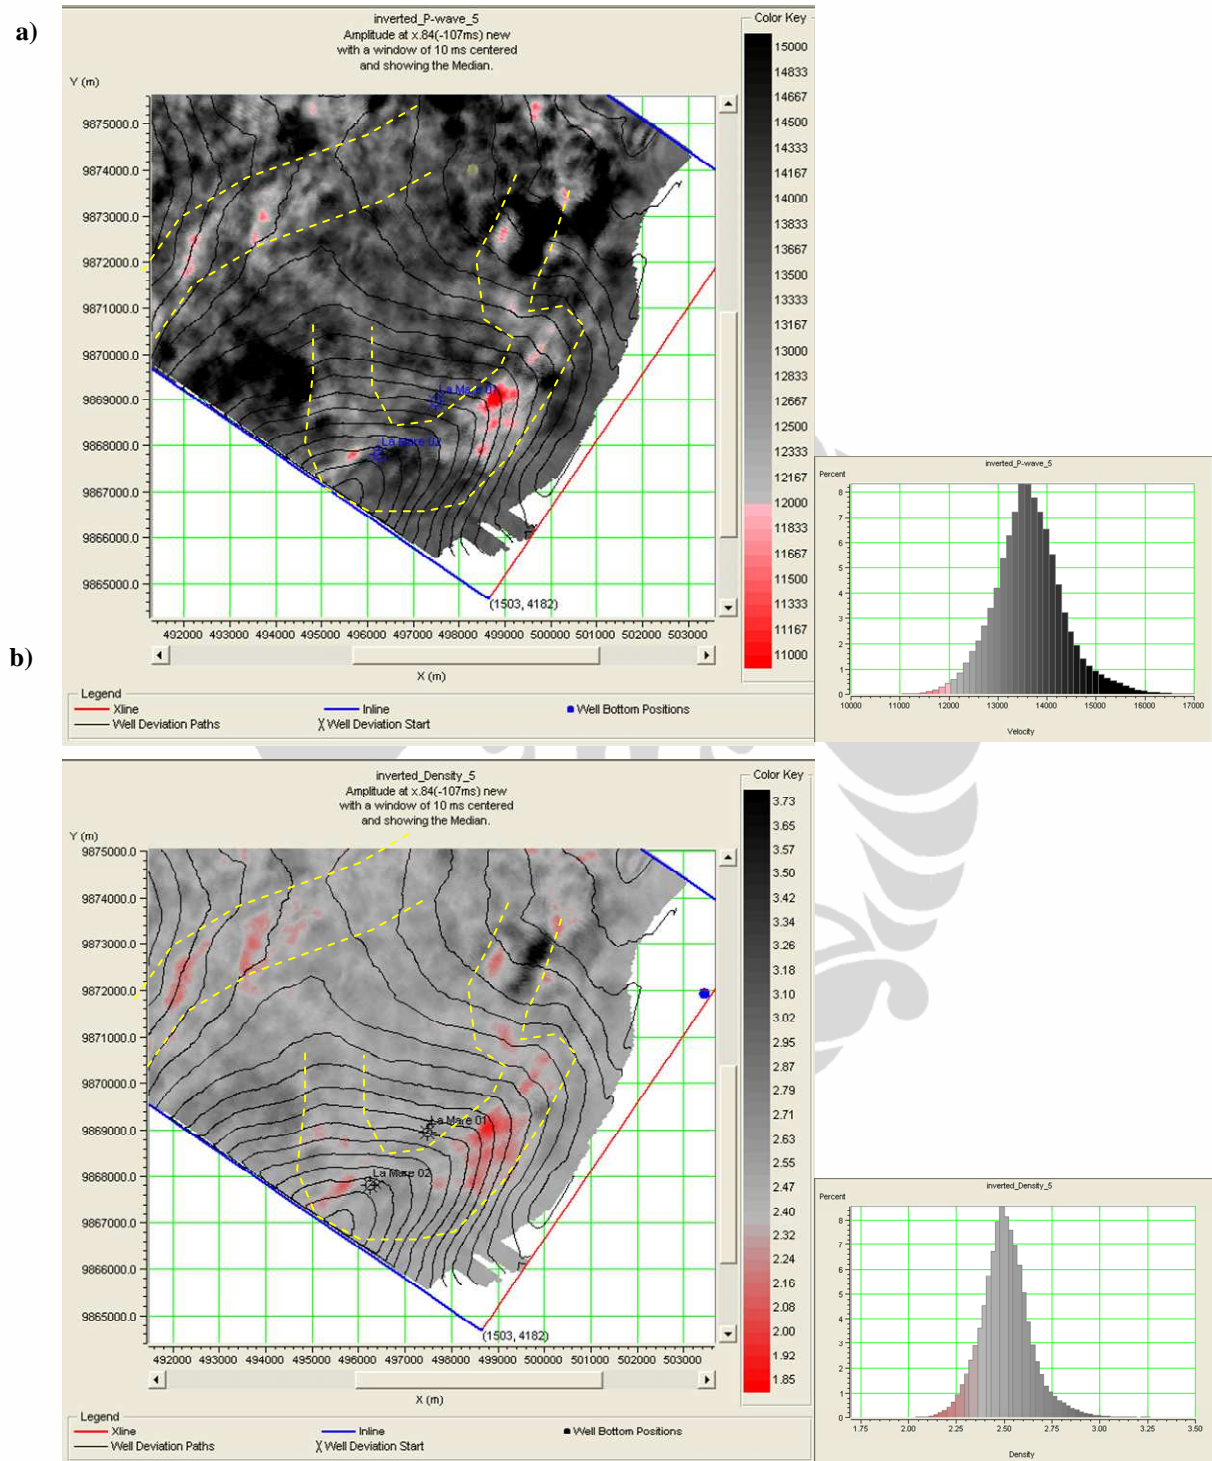 a)
inverted_P-wave_5
Amplitude at x.84(-107ms) new
with a window of 10 ms centered
and showing the Median.
Color Key
Y (m)
9875000.0
9874000.0
9873000.0
9872000.0
9871000.0
9870000.0
9869000.0
9868000.0
9867000.0
9866000.0
9865000.0
La Mare 01
La Mare 02
(1503, 4182)
492000 493000 494000 495000 496000 497000 498000 499000 500000 501000 502000 503000
X (m)
15000
14833
14667
14500
14333
14167
14000
13833
13667
13500
13333
13167
13000
12833
12667
12500
12333
12167
12000
11833
11667
11500
11333
11167
11000
Legend
Xline
Inline
Well Bottom Positions
Well Deviation Paths
Well Deviation Start
inverted_P-wave_5
Percent
8
7
6
5
4
3
2
1
0
10000 11000 12000 13000 14000 15000 16000 17000
Velocity
b)
inverted_Density_5
Amplitude at x.84(-107ms) new
with a window of 10 ms centered
and showing the Median.
Color Key
Y (m)
9875000.0
9874000.0
9873000.0
9872000.0
9871000.0
9870000.0
9869000.0
9868000.0
9867000.0
9866000.0
9865000.0
La Mare 01
La Mare 02
(1503, 4182)
492000 493000 494000 495000 496000 497000 498000 499000 500000 501000 502000 503000
X (m)
3.73
3.65
3.57
3.50
3.42
3.34
3.26
3.18
3.10
3.02
2.95
2.87
2.79
2.71
2.63
2.55
2.47
2.40
2.32
2.24
2.16
2.08
2.00
1.92
1.85
Legend
Xline
Inline
Well Bottom Positions
Well Deviation Paths
Well Deviation Start
inverted_Density_5
Percent
8
7
6
5
4
3
2
1
0
1.75 2.00 2.25 2.50 2.75 3.00 3.25 3.50
Density